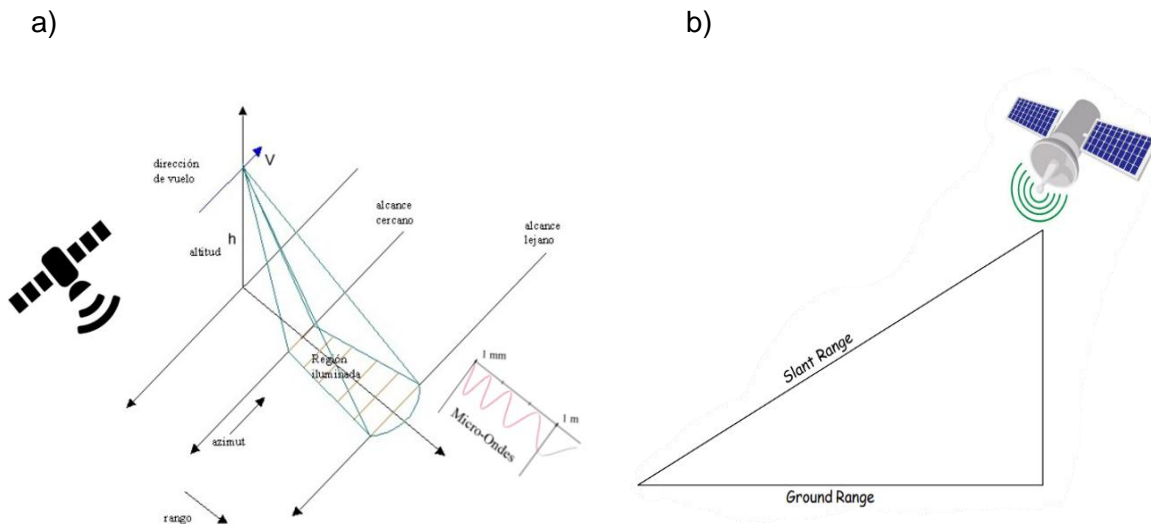 a)
b)
dirección
de vuelo
V
alcance
cercano
alcance
lejano
h
altitud
Región
iluminada
1 mm
1 m
Micro-Ondes
azimut
rango
Slant Range
Ground Range